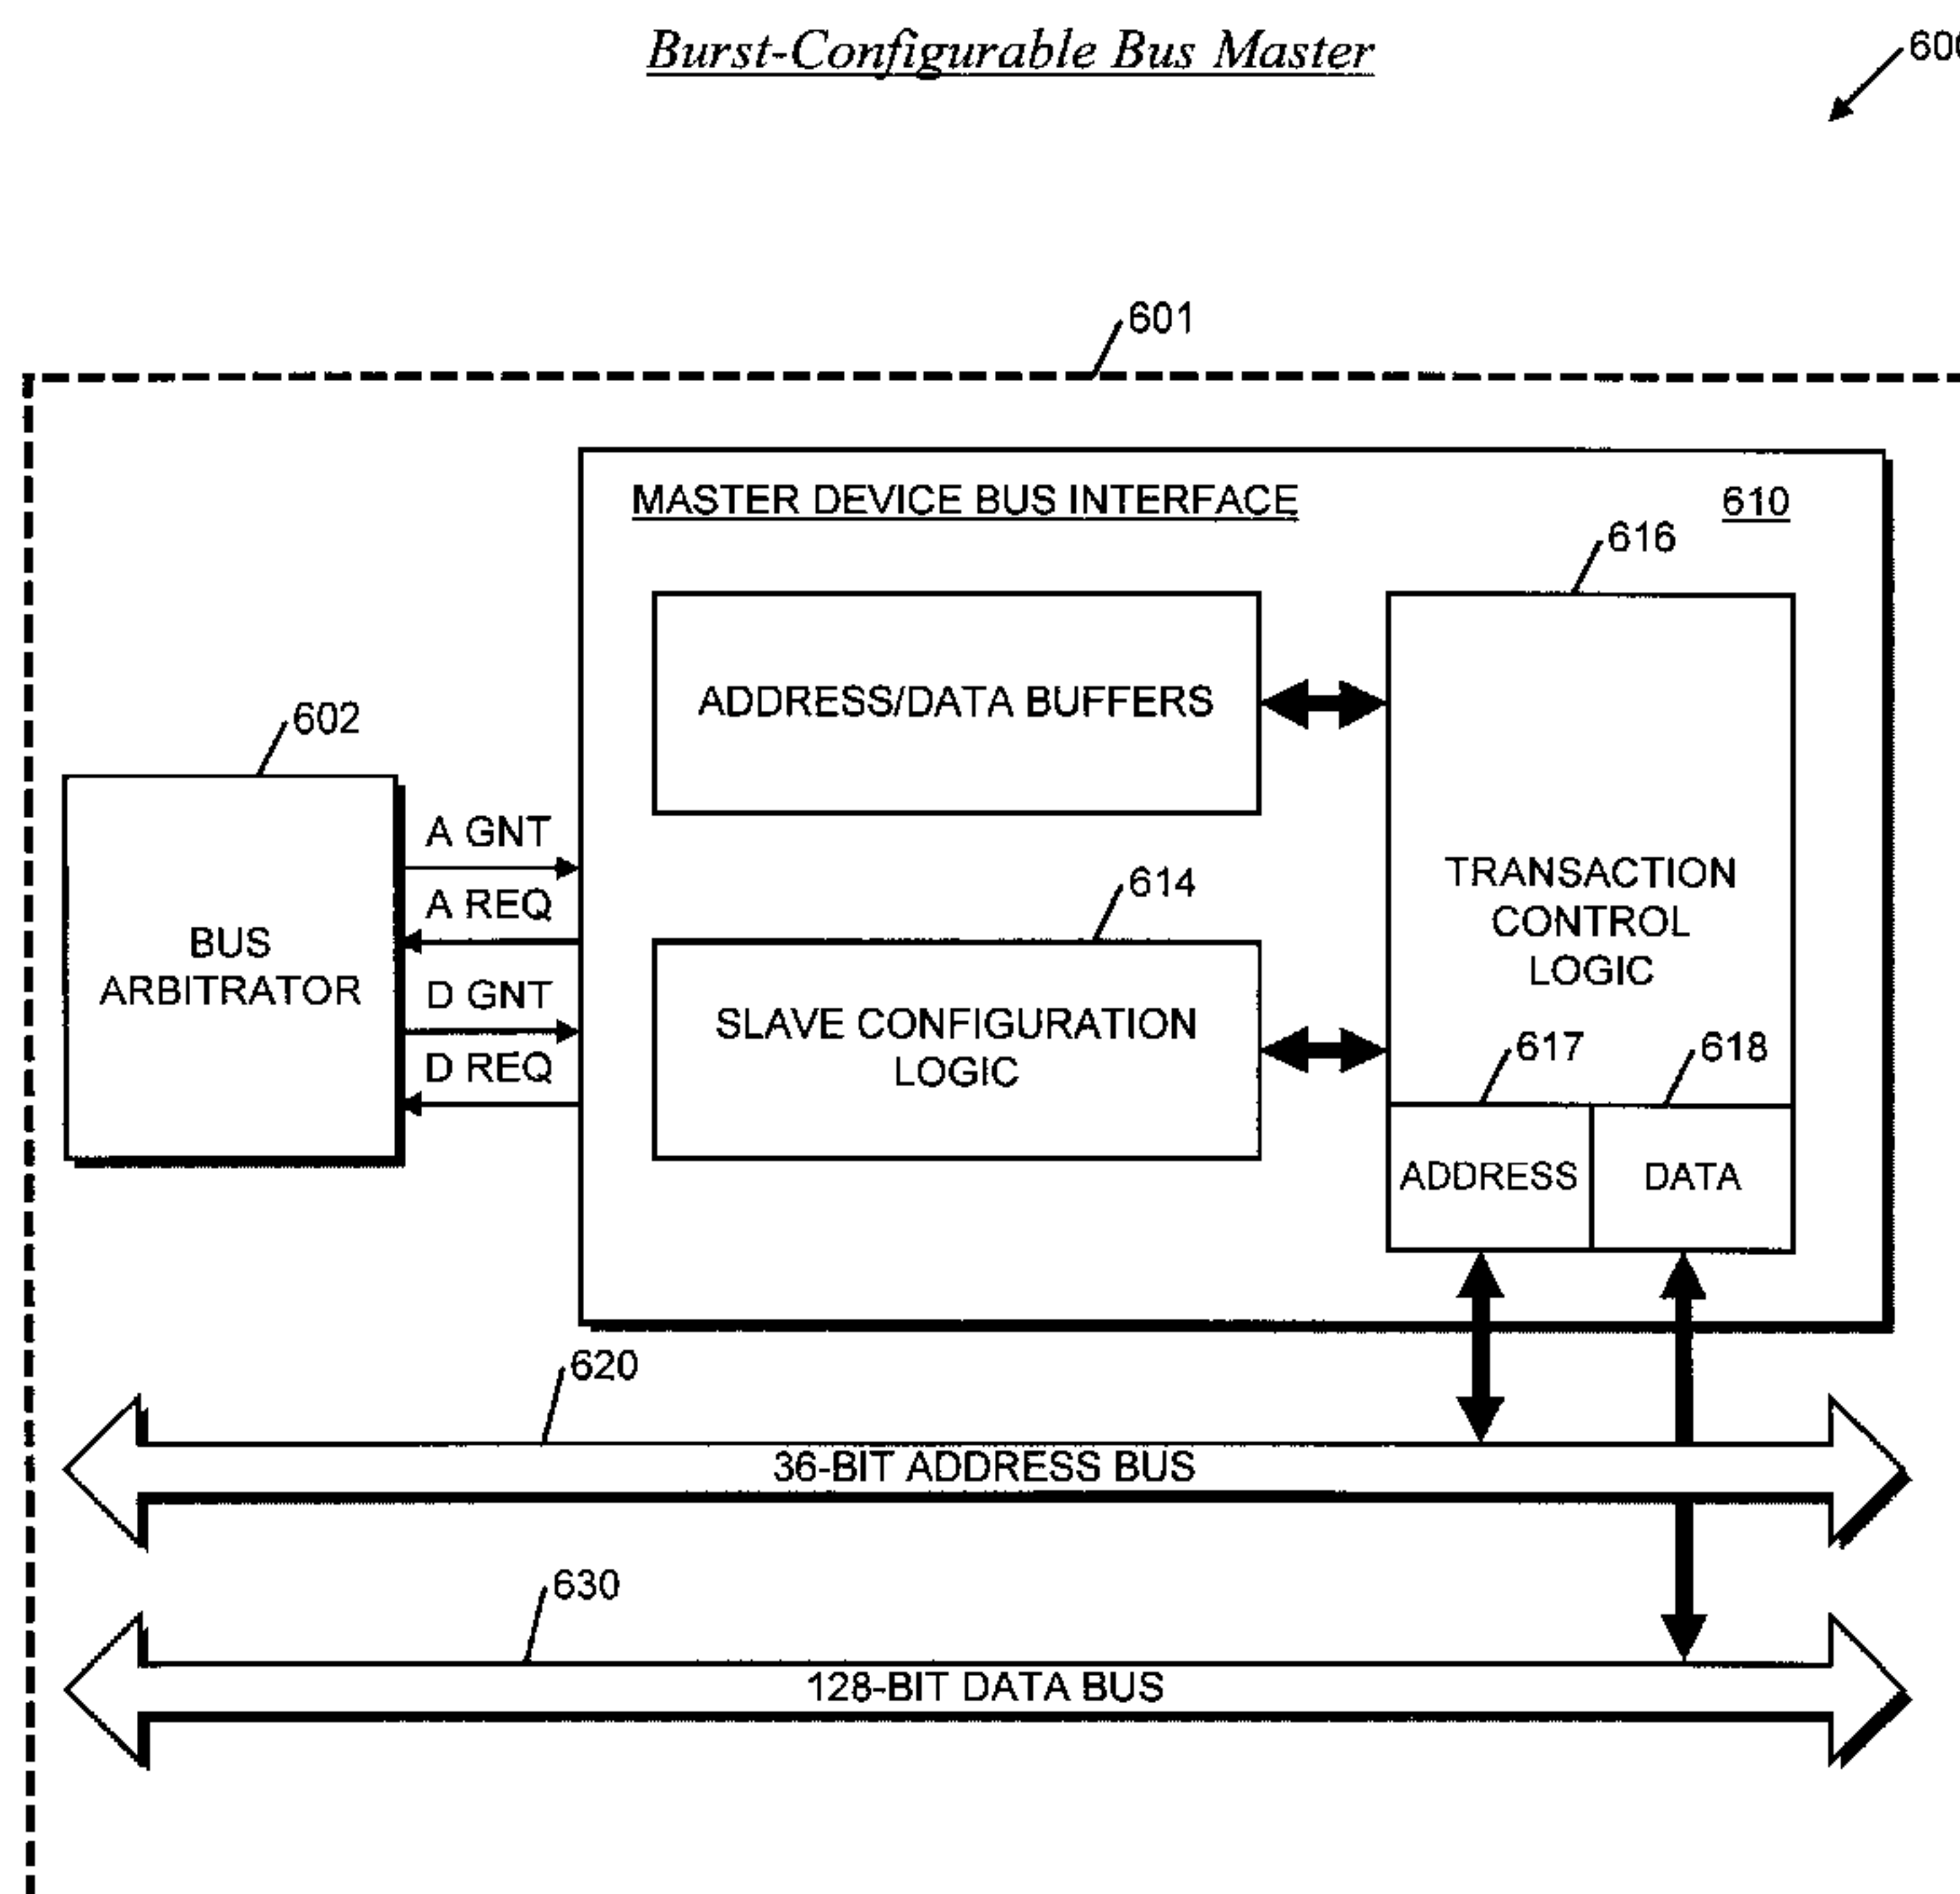 Burst-Configurable Bus Master
600
601
MASTER DEVICE BUS INTERFACE
610
616
ADDRESS/DATA BUFFERS
602
A GNT
A REQ
D GNT
D REQ
BUS
ARBITRATOR
614
SLAVE CONFIGURATION
LOGIC
TRANSACTION
CONTROL
LOGIC
617
618
ADDRESS
DATA
620
36-BIT ADDRESS BUS
630
128-BIT DATA BUS